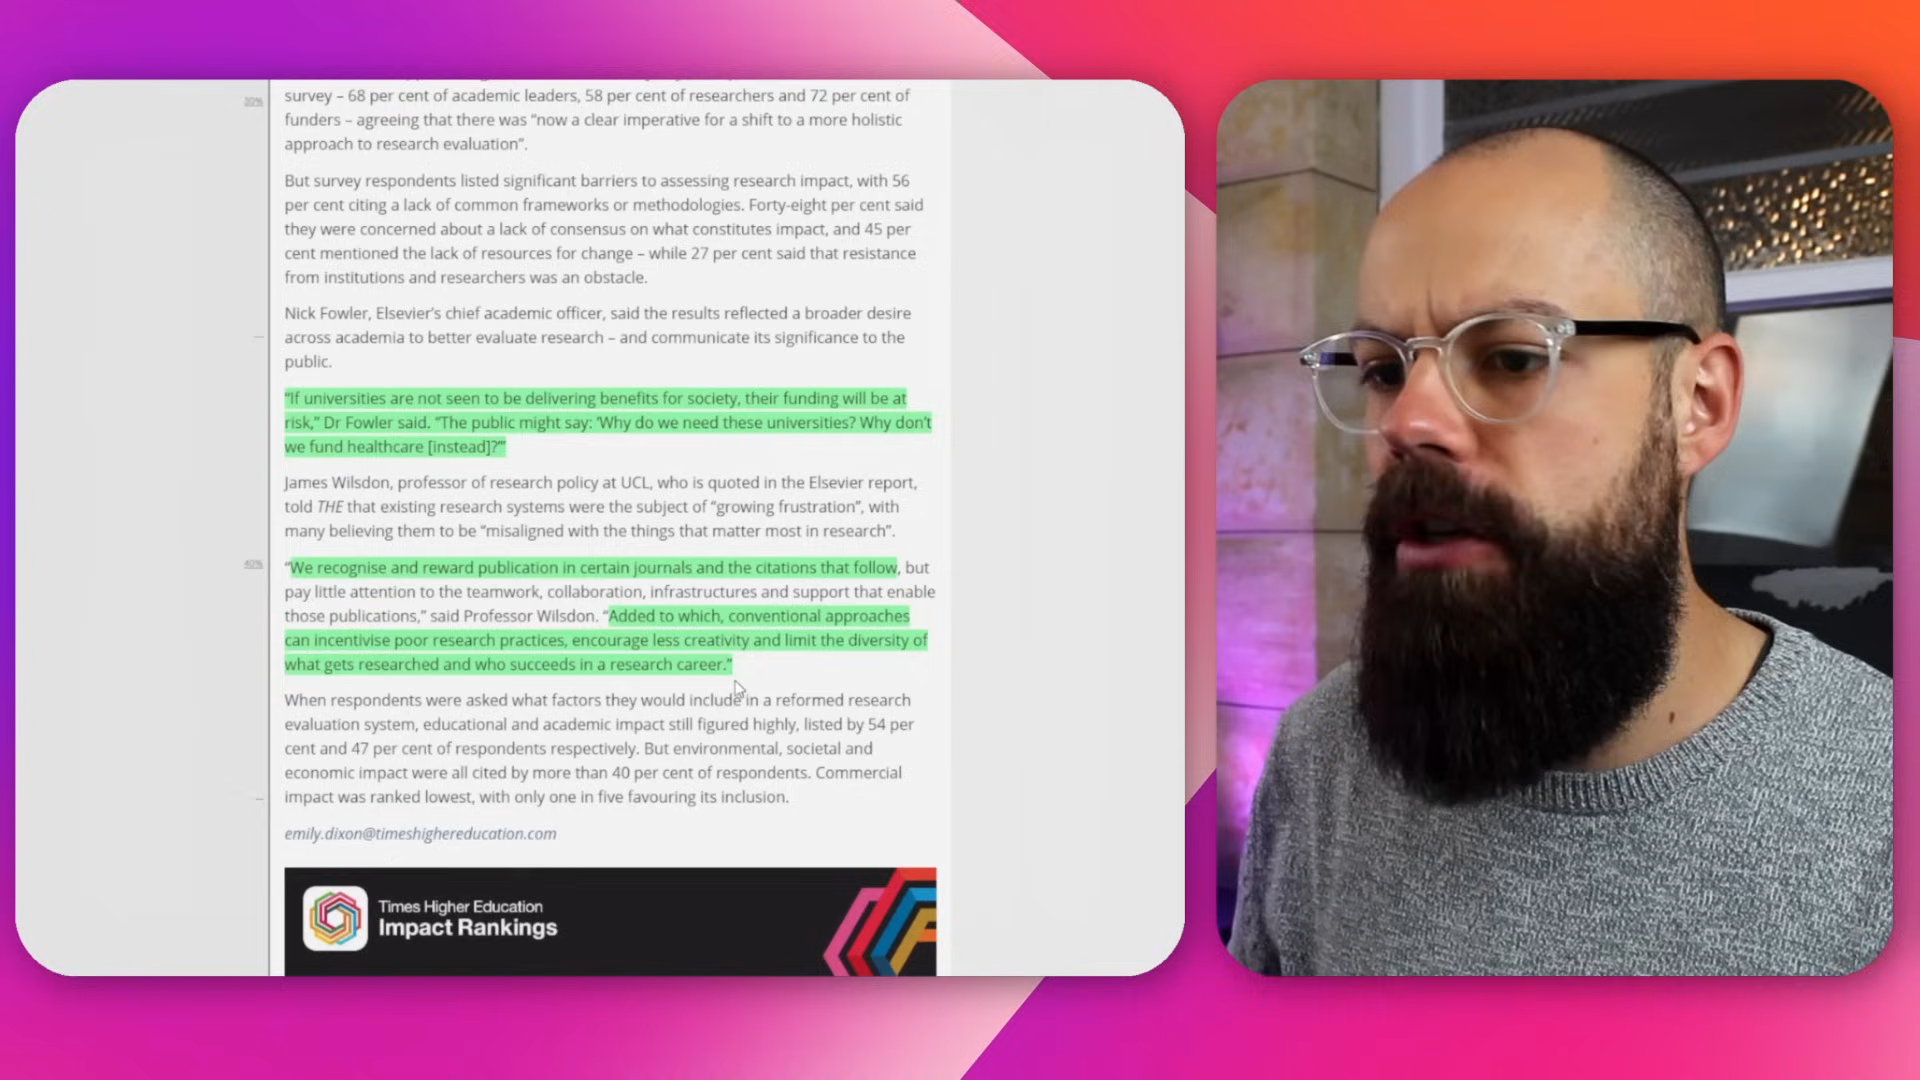 survey – 68 per cent of academic leaders, 58 per cent of researchers and 72 per cent of
30%
funders – agreeing that there was “now a clear imperative for a shift to a more holistic
approach to research evaluation”.
But survey respondents listed significant barriers to assessing research impact, with 56
per cent citing a lack of common frameworks or methodologies. Forty-eight per cent said
they were concerned about a lack of consensus on what constitutes impact, and 45 per
cent mentioned the lack of resources for change – while 27 per cent said that resistance
from institutions and researchers was an obstacle.
Nick Fowler, Elsevier’s chief academic officer, said the results reflected a broader desire
across academia to better evaluate research – and communicate its significance to the
public.
“If universities are not seen to be delivering benefits for society, their funding will be at
risk,” Dr Fowler said. “The public might say: ‘Why do we need these universities? Why don’t
we fund healthcare [instead]?’”
James Wilsdon, professor of research policy at UCL, who is quoted in the Elsevier report,
told THE that existing research systems were the subject of “growing frustration”, with
many believing them to be “misaligned with the things that matter most in research”.
40%
“We recognise and reward publication in certain journals and the citations that follow, but
pay little attention to the teamwork, collaboration, infrastructures and support that enable
those publications,” said Professor Wilsdon. “Added to which, conventional approaches
can incentivise poor research practices, encourage less creativity and limit the diversity of
what gets researched and who succeeds in a research career.”
When respondents were asked what factors they would include in a reformed research
evaluation system, educational and academic impact still figured highly, listed by 54 per
cent and 47 per cent of respondents respectively. But environmental, societal and
economic impact were all cited by more than 40 per cent of respondents. Commercial
impact was ranked lowest, with only one in five favouring its inclusion.
emily.dixon@timeshighereducation.com
Times Higher Education
Impact Rankings